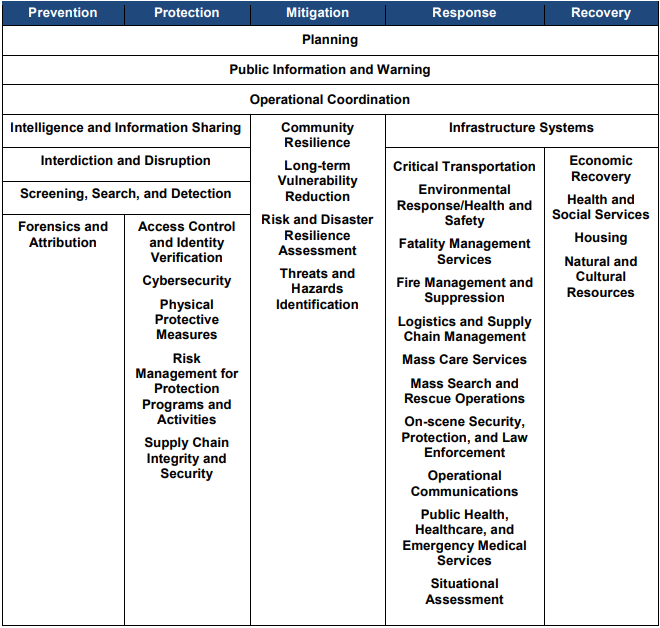 Prevention Protection Mitigation Response Recovery
Planning
Public Information and Warning
Operational Coordination
Intelligence and Information Sharing
Interdiction and Disruption
Screening, Search, and Detection
Forensics and
Attribution
Access Control
and Identity
Verification
Cybersecurity
Physical
Protective
Measures
Risk
Management for
Protection
Programs and
Activities
Supply Chain
Integrity and
Security
Community
Resilience
Long-term
Vulnerability
Reduction
Risk and Disaster
Resilience
Assessment
Threats and
Hazards
Identification
Infrastructure Systems
Critical Transportation
Environmental
Response/Health and
Safety
Fatality Management
Services
Fire Management and
Suppression
Logistics and Supply
Chain Management
Mass Care Services
Mass Search and
Rescue Operations
On-scene Security,
Protection, and Law
Enforcement
Operational
Communications
Public Health,
Healthcare, and
Emergency Medical
Services
Situational
Assessment
Economic
Recovery
Health and
Social Services
Housing
Natural and
Cultural
Resources